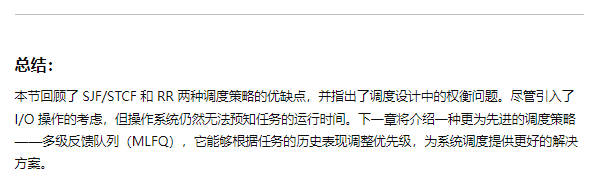 总结：
本节回顾了 SJF/STCF 和 RR 两种调度策略的优缺点，并指出了调度设计中的权衡问题。尽管引入了
I/O 操作的考虑，但操作系统仍然无法预知任务的运行时间。下一章将介绍一种更为先进的调度策略
——多级反馈队列（MLFQ），它能够根据任务的历史表现调整优先级，为系统调度提供更好的解决
方案。